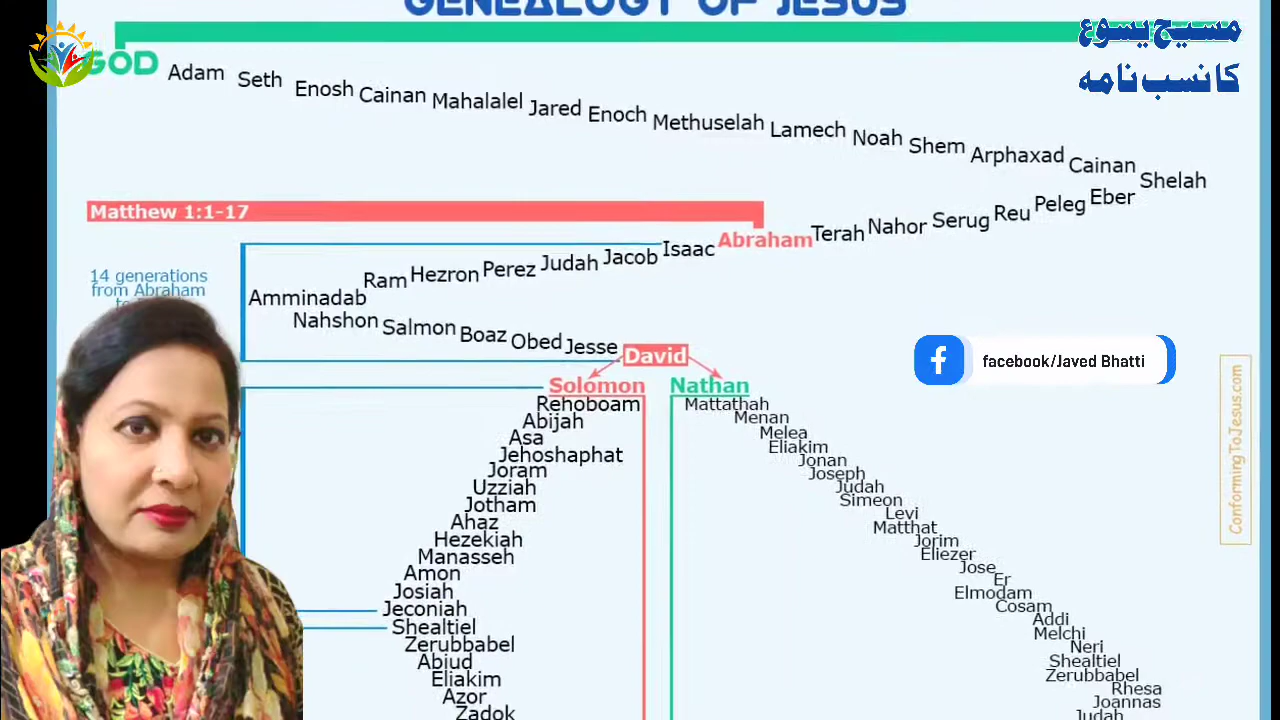 GENEALOGY OF JESUS
مسیح یسوع
کا نسب نامہ
GOD Adam Seth Enosh Cainan Mahalalel Jared Enoch Methuselah Lamech Noah Shem Arphaxad Cainan Shelah
Matthew 1:1-17
Amminadab Ram Hezron Perez Judah Jacob Isaac Abraham Terah Nahor Serug Reu Peleg Eber
14 generations
from Abraham
Nahshon Salmon Boaz Obed Jesse David
facebook/Javed Bhatti
Solomon Nathan
Rehoboam
Abijah
Asa
Jehoshaphat
Joram
Uzziah
Jotham
Ahaz
Hezekiah
Manasseh
Amon
Josiah
Jeconiah
Shealtiel
Zerubbabel
Abiud
Eliakim
Azor
Zadok
Mattathah
Menan
Melea
Eliakim
Jonan
Joseph
Judah
Simeon
Levi
Matthat
Jorim
Eliezer
Jose
Er
Elmodam
Cosam
Addi
Melchi
Neri
Shealtiel
Zerubbabel
Rhesa
Joannas
Judah
ConformingToJesus.com